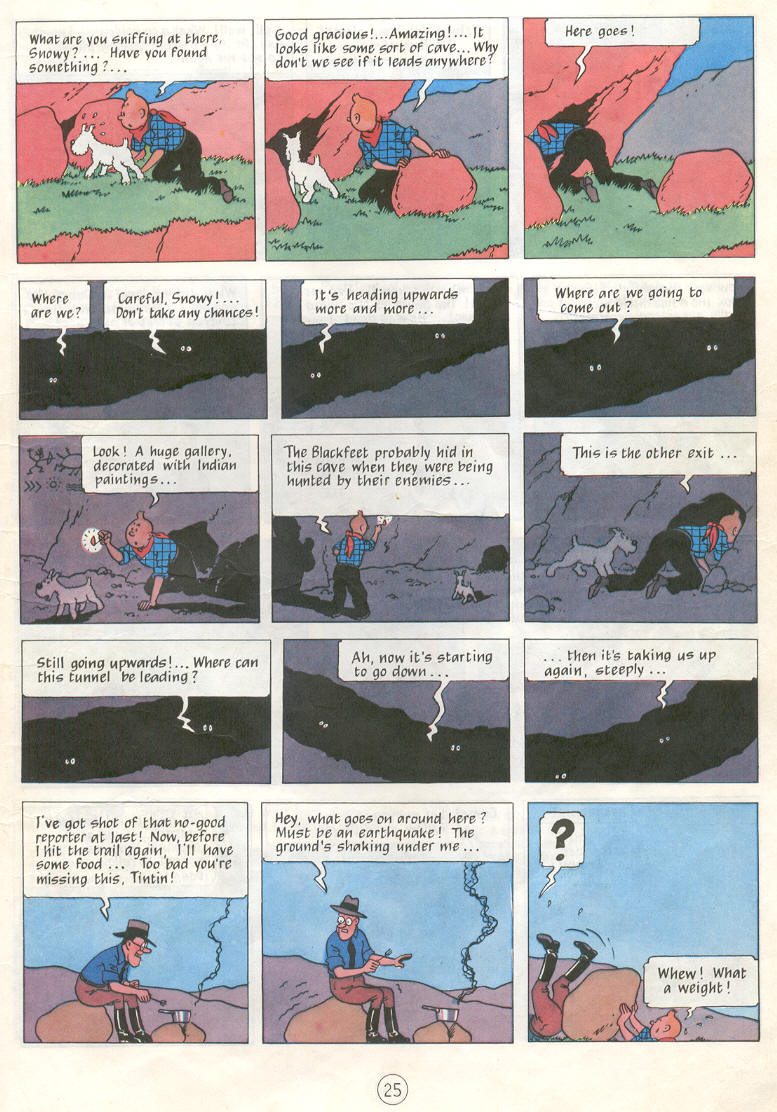 What are you sniffing at there,
Snowy?... Have you found
something?...
Good gracious!...Amazing!... It
looks like some sort of cave...Why
don't we see if it leads anywhere?
Here goes!
Where
are we?
Careful, Snowy!...
Don't take any chances!
It's heading upwards
more and more...
Where are we going to
come out?
Look! A huge gallery,
decorated with Indian
paintings...
The Blackfeet probably hid in
this cave when they were being
hunted by their enemies...
This is the other exit ...
Still going upwards!... Where can
this tunnel be leading?
Ah, now it's starting
to go down...
... then it's taking us up
again, steeply...
I've got shot of that no-good
reporter at last! Now, before
I hit the trail again, I'll have
some food ... Too bad you're
missing this, Tintin!
Hey, what goes on around here?
Must be an earthquake! The
ground's shaking under me...
?
Whew! What
a weight!
25